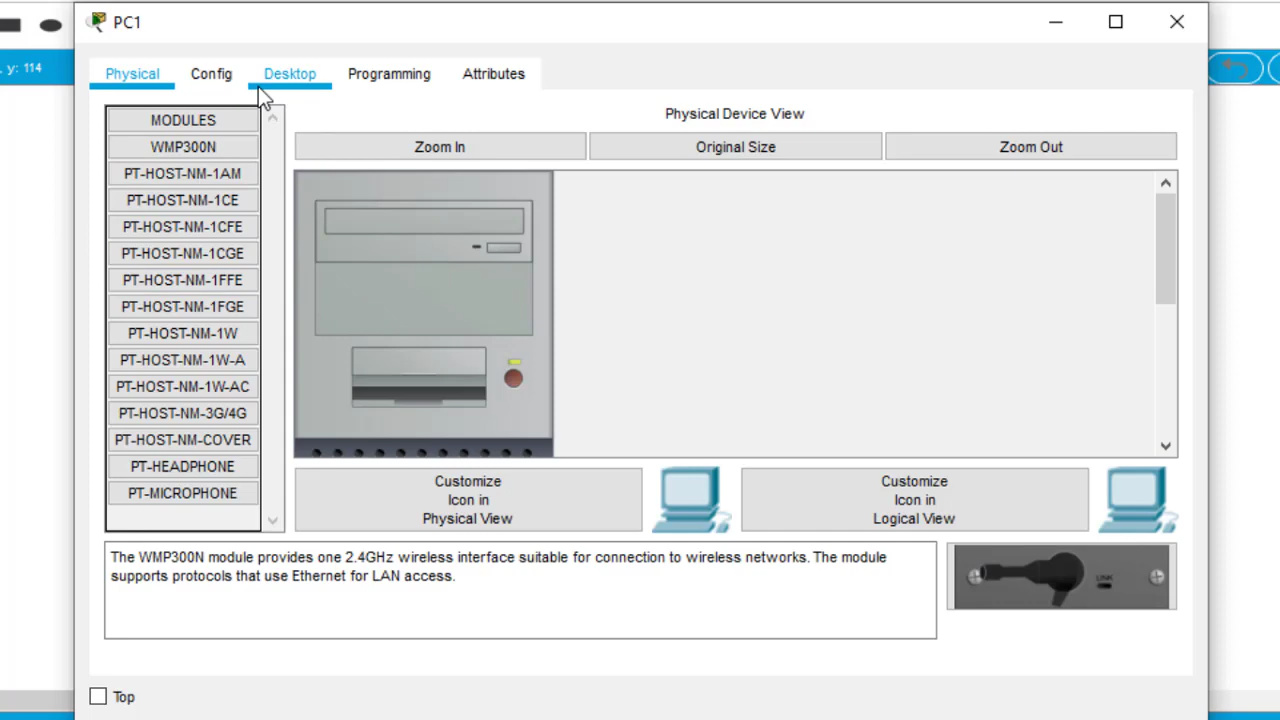 PC1
y: 114
Physical
Config
Desktop
Programming
Attributes
MODULES
WMP300N
PT-HOST-NM-1AM
PT-HOST-NM-1CE
PT-HOST-NM-1CFE
PT-HOST-NM-1CGE
PT-HOST-NM-1FFE
PT-HOST-NM-1FGE
PT-HOST-NM-1W
PT-HOST-NM-1W-A
PT-HOST-NM-1W-AC
PT-HOST-NM-3G/4G
PT-HOST-NM-COVER
PT-HEADPHONE
PT-MICROPHONE
Physical Device View
Zoom In
Original Size
Zoom Out
Customize
Icon in
Physical View
Customize
Icon in
Logical View
The WMP300N module provides one 2.4GHz wireless interface suitable for connection to wireless networks. The module
supports protocols that use Ethernet for LAN access.
LINK
Top